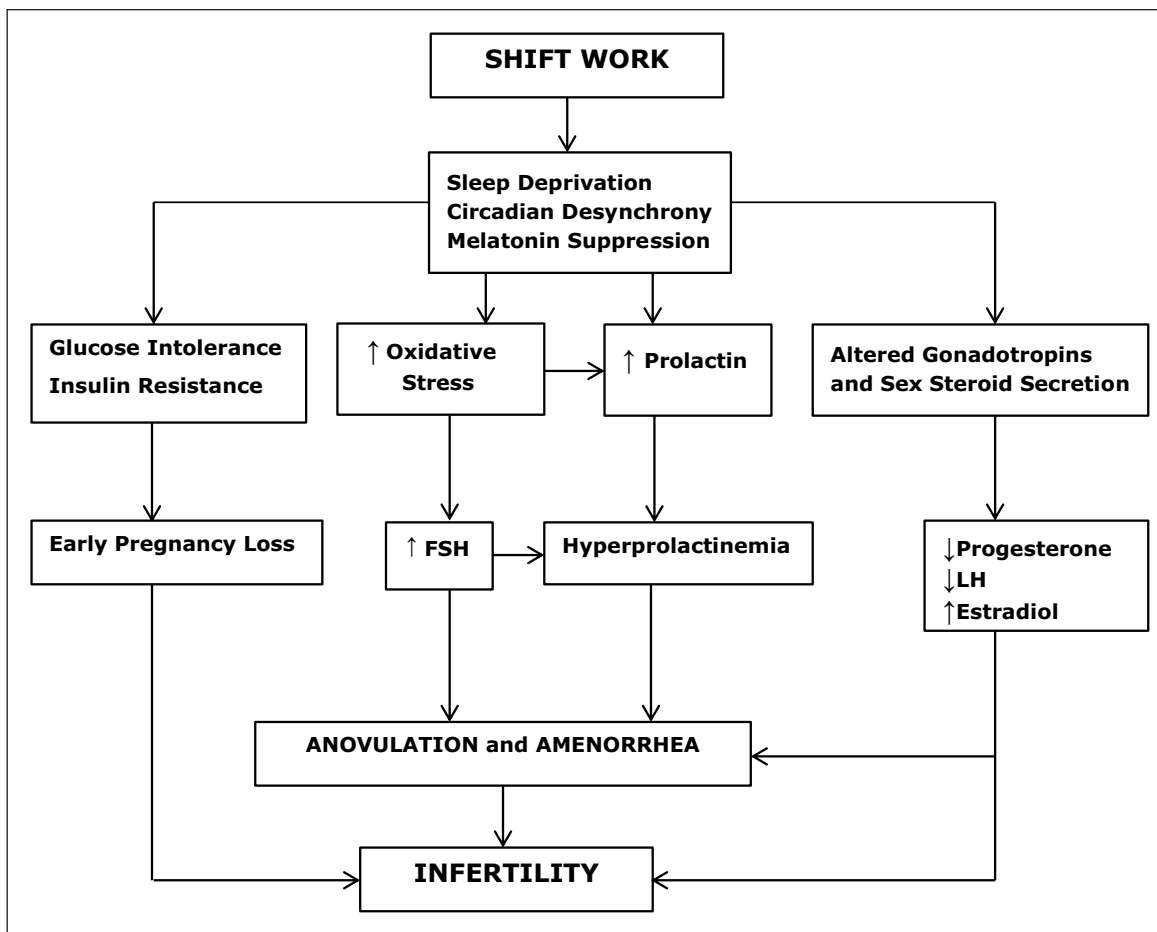 SHIFT WORK
Sleep Deprivation
Circadian Desynchrony
Melatonin Suppression
Glucose Intolerance
Insulin Resistance
↑ Oxidative
Stress
↑ Prolactin
Altered Gonadotropins
and Sex Steroid Secretion
Early Pregnancy Loss
↑ FSH
Hyperprolactinemia
↓Progesterone
↓LH
↑Estradiol
ANOVULATION and AMENORRHEA
INFERTILITY